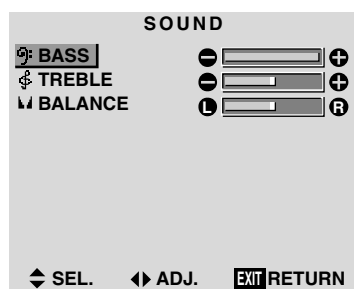 SOUND
BASS
TREBLE
BALANCE L R
SEL. ADJ. EXIT RETURN